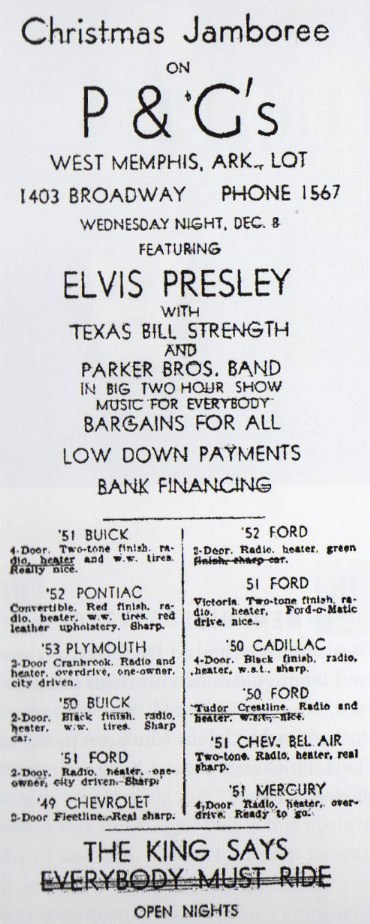 Christmas Jamboree
ON
P & G's
WEST MEMPHIS, ARK., LOT
1403 BROADWAY PHONE 1567
WEDNESDAY NIGHT, DEC. 8
FEATURING
ELVIS PRESLEY
WITH
TEXAS BILL STRENGTH
AND
PARKER BROS. BAND
IN BIG TWO HOUR SHOW
MUSIC FOR EVERYBODY
BARGAINS FOR ALL
LOW DOWN PAYMENTS
BANK FINANCING
'51 BUICK
4-Door. Two-tone finish. ra-
dio, heater and w.w. tires.
Really nice.
'52 PONTIAC
Convertible. Red finish, ra-
dio, heater, w.w. tires, red
leather upholstery. Sharp.
'53 PLYMOUTH
2-Door Cranbrook. Radio and
heater, overdrive, one-owner,
city driven.
'50 BUICK
2-Door. Black finish, radio,
heater, w.w. tires. Sharp
car.
'51 FORD
2-Door. Radio, heater, one-
owner, city driven. Sharp.
'49 CHEVROLET
2-Door Fleetline. Real sharp.
'52 FORD
2-Door. Radio, heater, green
finish, sharp car.
51 FORD
Victoria. Two-tone finish, ra-
dio, heater, Ford-o-Matic
drive, nice.
'50 CADILLAC
4-Door. Black finish, radio,
heater, w.s.t., sharp.
'50 FORD
Tudor Crestline. Radio and
heater. w.s.t., nice.
'51 CHEV. BEL AIR
Two-tone. Radio, heater, real
sharp.
'51 MERCURY
4-Door Radio, heater, over-
drive. Ready to go.
THE KING SAYS
EVERYBODY MUST RIDE
OPEN NIGHTS